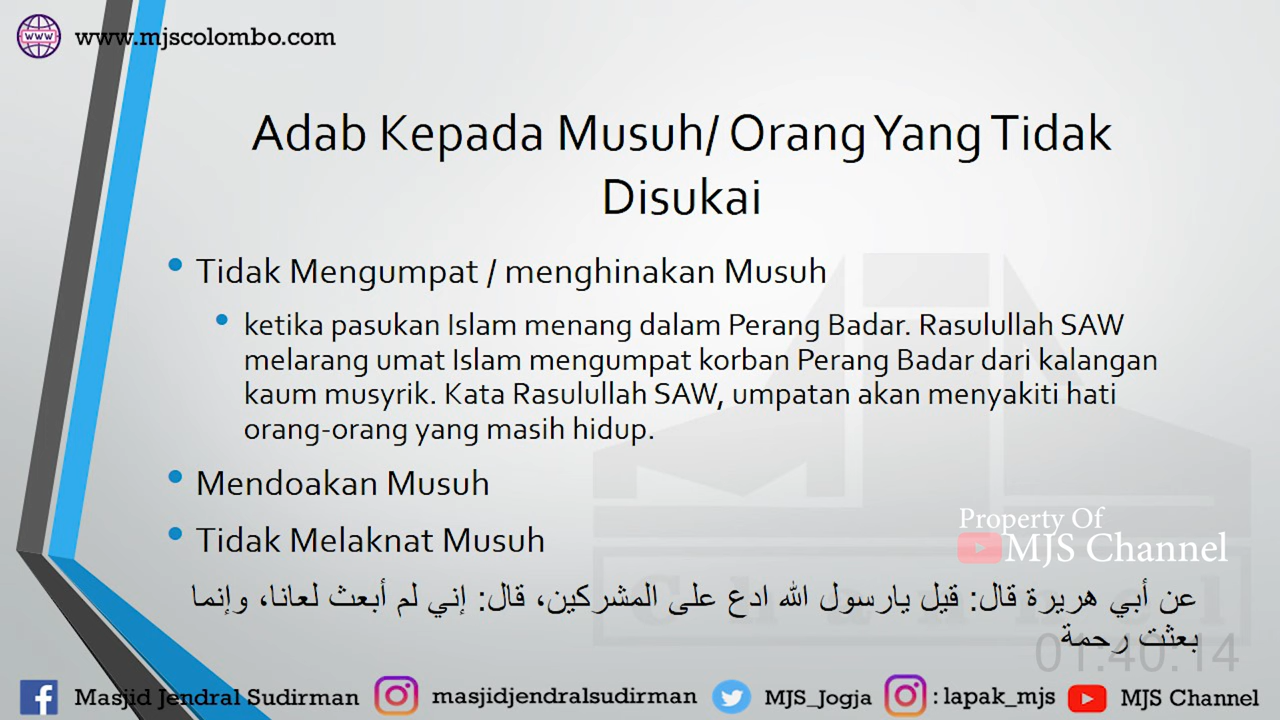 www.mjscolombo.com
Adab Kepada Musuh/ Orang Yang Tidak
Disukai
• Tidak Mengumpat / menghinakan Musuh
• ketika pasukan Islam menang dalam Perang Badar. Rasulullah SAW
melarang umat Islam mengumpat korban Perang Badar dari kalangan
kaum musyrik. Kata Rasulullah SAW, umpatan akan menyakiti hati
orang-orang yang masih hidup.
• Mendoakan Musuh
• Tidak Melaknat Musuh
Property Of
MJS Channel
عن أبي هريرة قال: قيل يارسول الله ادع على المشركين، قال: إني لم أبعث لعانا، وإنما
بعثت رحمة
01:40:14
Masjid Jendral Sudirman masjidjendralsudirman MJS_Jogja : lapak_mjs MJS Channel